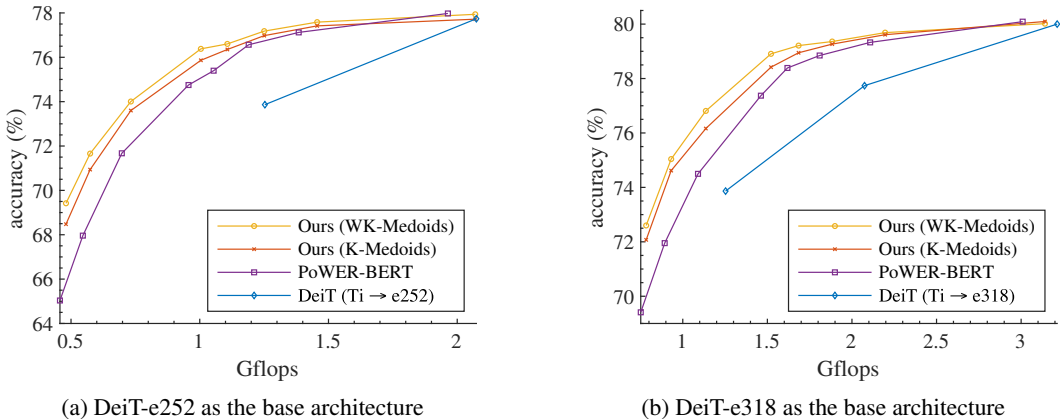 78
76
74
72
70
68
66
64
accuracy (%)
Ours (WK-Medoids)
Ours (K-Medoids)
PoWER-BERT
DeiT (Ti → e252)
0.5 1 1.5 2
Gflops
(a) DeiT-e252 as the base architecture
80
78
76
74
72
70
accuracy (%)
Ours (WK-Medoids)
Ours (K-Medoids)
PoWER-BERT
DeiT (Ti → e318)
1 1.5 2 2.5 3
Gflops
(b) DeiT-e318 as the base architecture